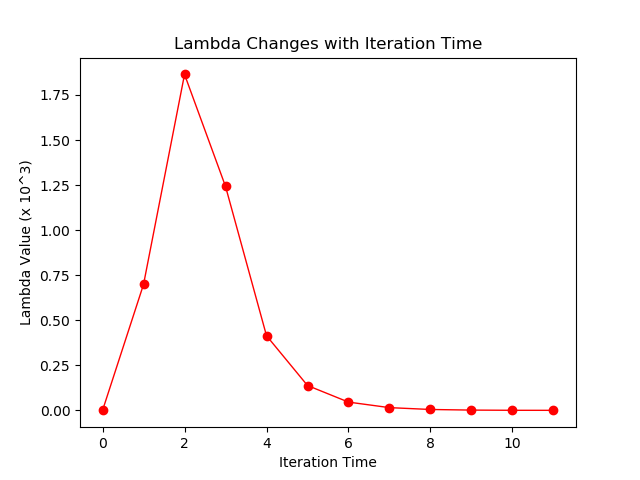 Lambda Changes with Iteration Time
1.75
1.50
1.25
1.00
0.75
0.50
0.25
0.00
Lambda Value (x 10^3)
0 2 4 6 8 10
Iteration Time